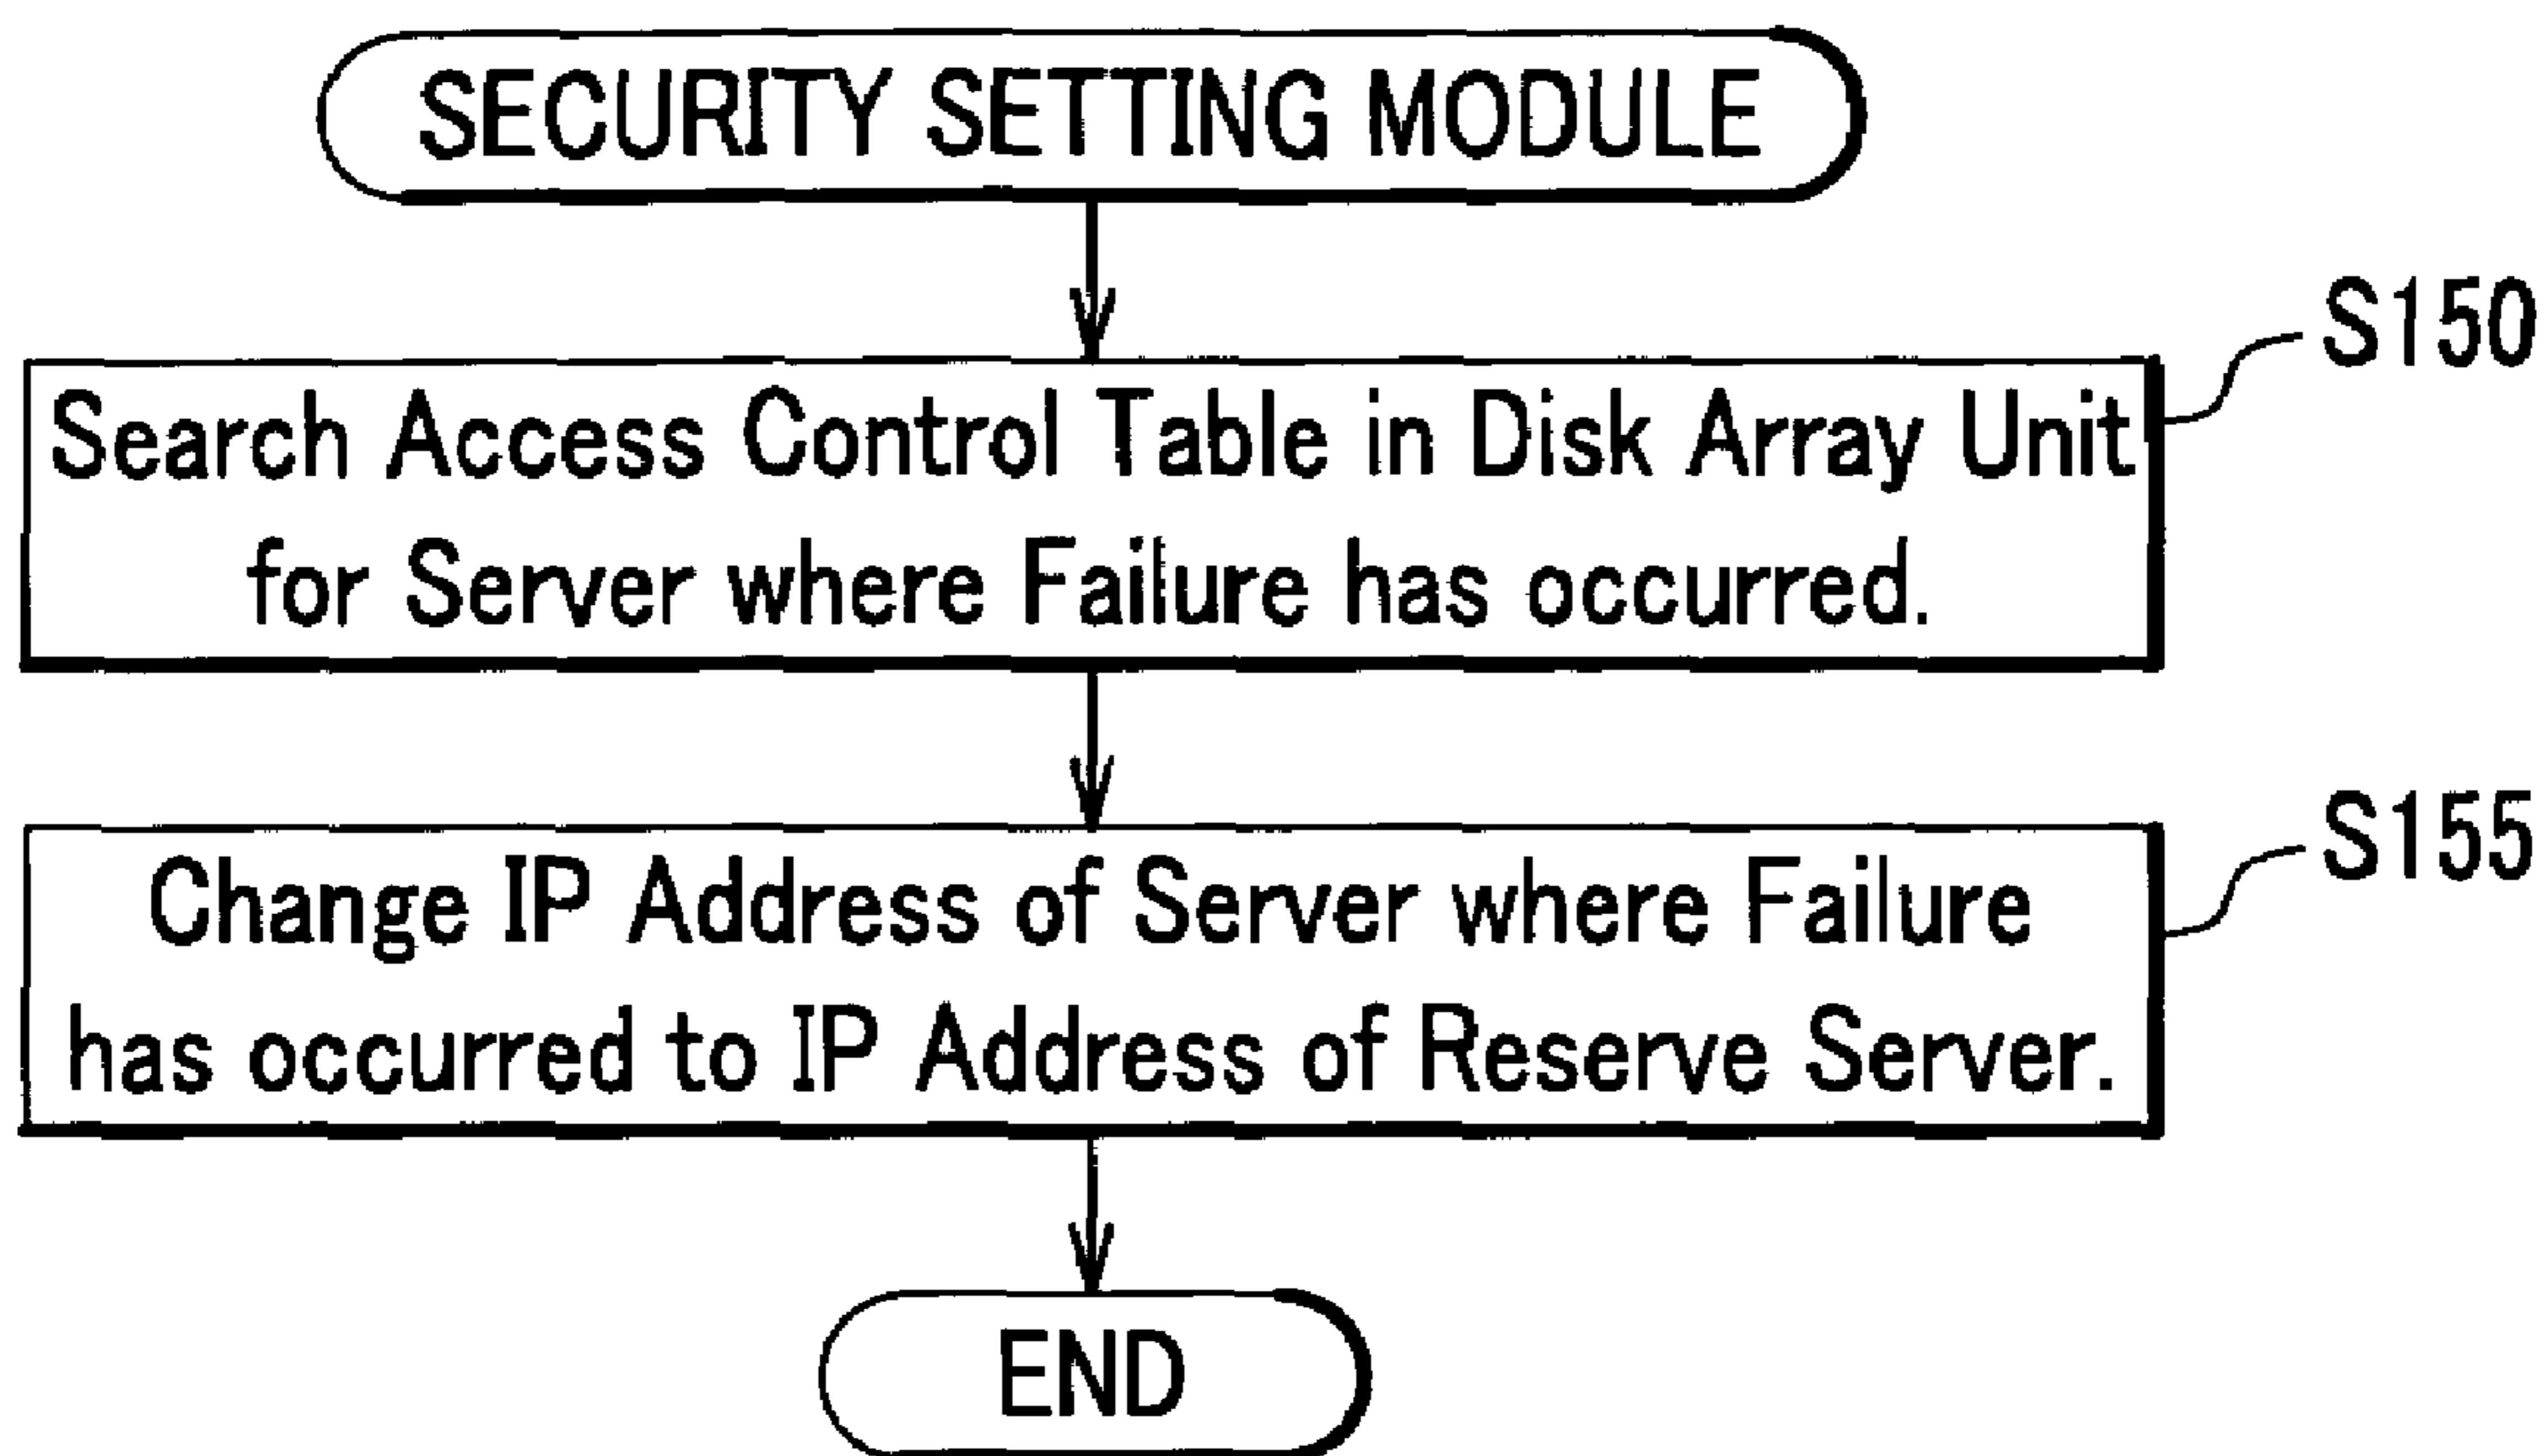 SECURITY SETTING MODULE
S150
Search Access Control Table in Disk Array Unit
for Server where Failure has occurred.
S155
Change IP Address of Server where Failure
has occurred to IP Address of Reserve Server.
END